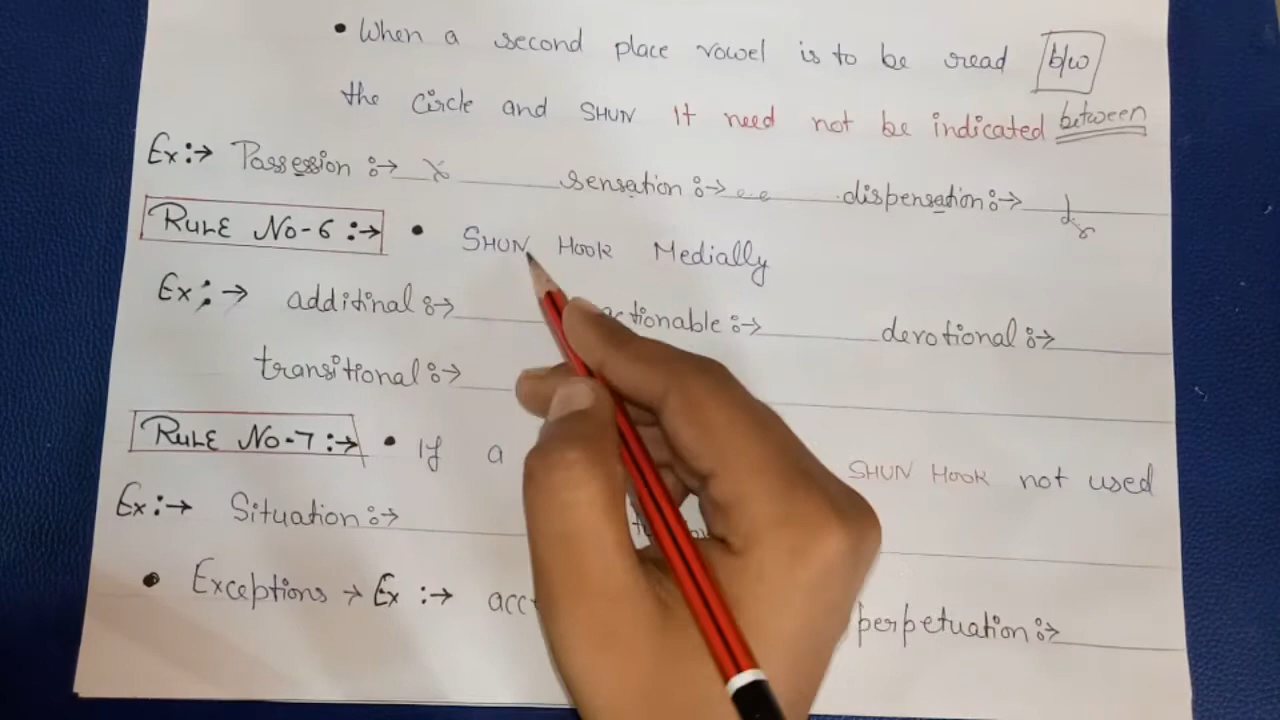 • When a second place vowel is to be read b/w
the circle and SHUN It need not be indicated between
Ex:→ Possession :→ sensation :→ dispensation :→
RULE No-6 :→ • SHUN Hook Medially
Ex:→ additinal :→ actionable :→ devotional :→
transitional :→
RULE No-7 :→ • If a SHUN HOOK not used
Ex:→ Situation :→
• Exceptions → Ex :→ perpetuation :→